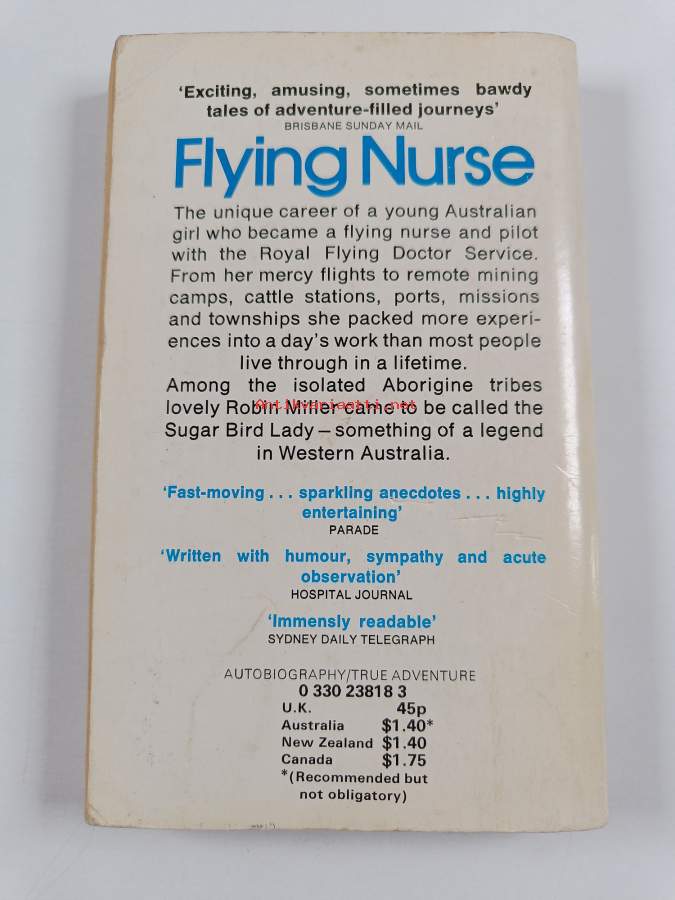 ‘Exciting, amusing, sometimes bawdy
tales of adventure-filled journeys’
BRISBANE SUNDAY MAIL
Flying Nurse
The unique career of a young Australian
girl who became a flying nurse and pilot
with the Royal Flying Doctor Service.
From her mercy flights to remote mining
camps, cattle stations, ports, missions
and townships she packed more experi-
ences into a day’s work than most people
live through in a lifetime.
Among the isolated Aborigine tribes
lovely Robin Miller came to be called the
Antikvariaatti.net
Sugar Bird Lady – something of a legend
in Western Australia.
‘Fast-moving . . . sparkling anecdotes . . . highly
entertaining’
PARADE
‘Written with humour, sympathy and acute
observation’
HOSPITAL JOURNAL
‘Immensly readable’
SYDNEY DAILY TELEGRAPH
AUTOBIOGRAPHY/TRUE ADVENTURE
0 330 23818 3
U.K. 45p
Australia $1.40*
New Zealand $1.40
Canada $1.75
*(Recommended but
not obligatory)